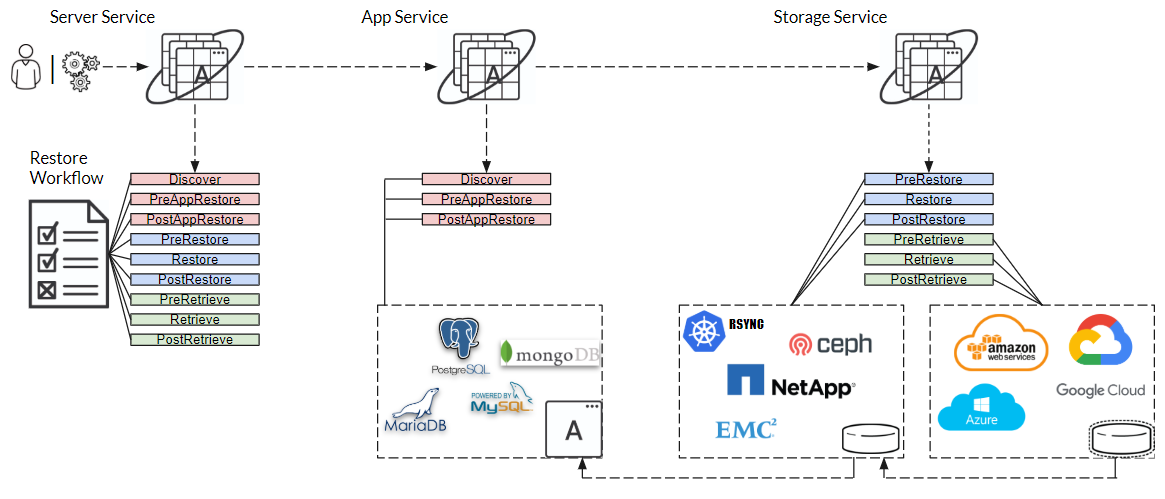 Server Service
App Service
Storage Service
A
A
A
Restore
Workflow
Discover
PreAppRestore
PostAppRestore
PreRestore
Restore
PostRestore
PreRetrieve
Retrieve
PostRetrieve
Discover
PreAppRestore
PostAppRestore
PreRestore
Restore
PostRestore
PreRetrieve
Retrieve
PostRetrieve
PostgreSQL
mongoDB
MariaDB
POWERED BY
MySQL
A
RSYNC
ceph
NetApp®
EMC²
amazon
web services
Google Cloud
Azure